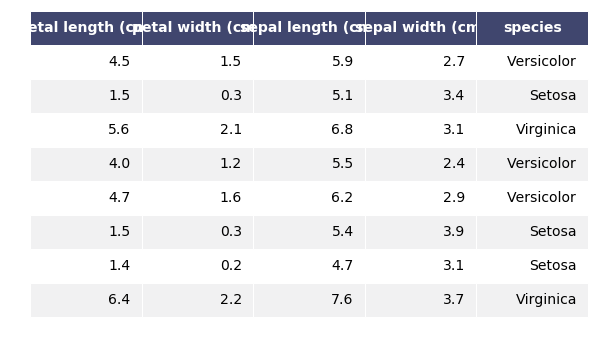 etal length (c petal width (cm sepal length (cm sepal width (cm species
4.5 1.5 5.9 2.7 Versicolor
1.5 0.3 5.1 3.4 Setosa
5.6 2.1 6.8 3.1 Virginica
4.0 1.2 5.5 2.4 Versicolor
4.7 1.6 6.2 2.9 Versicolor
1.5 0.3 5.4 3.9 Setosa
1.4 0.2 4.7 3.1 Setosa
6.4 2.2 7.6 3.7 Virginica